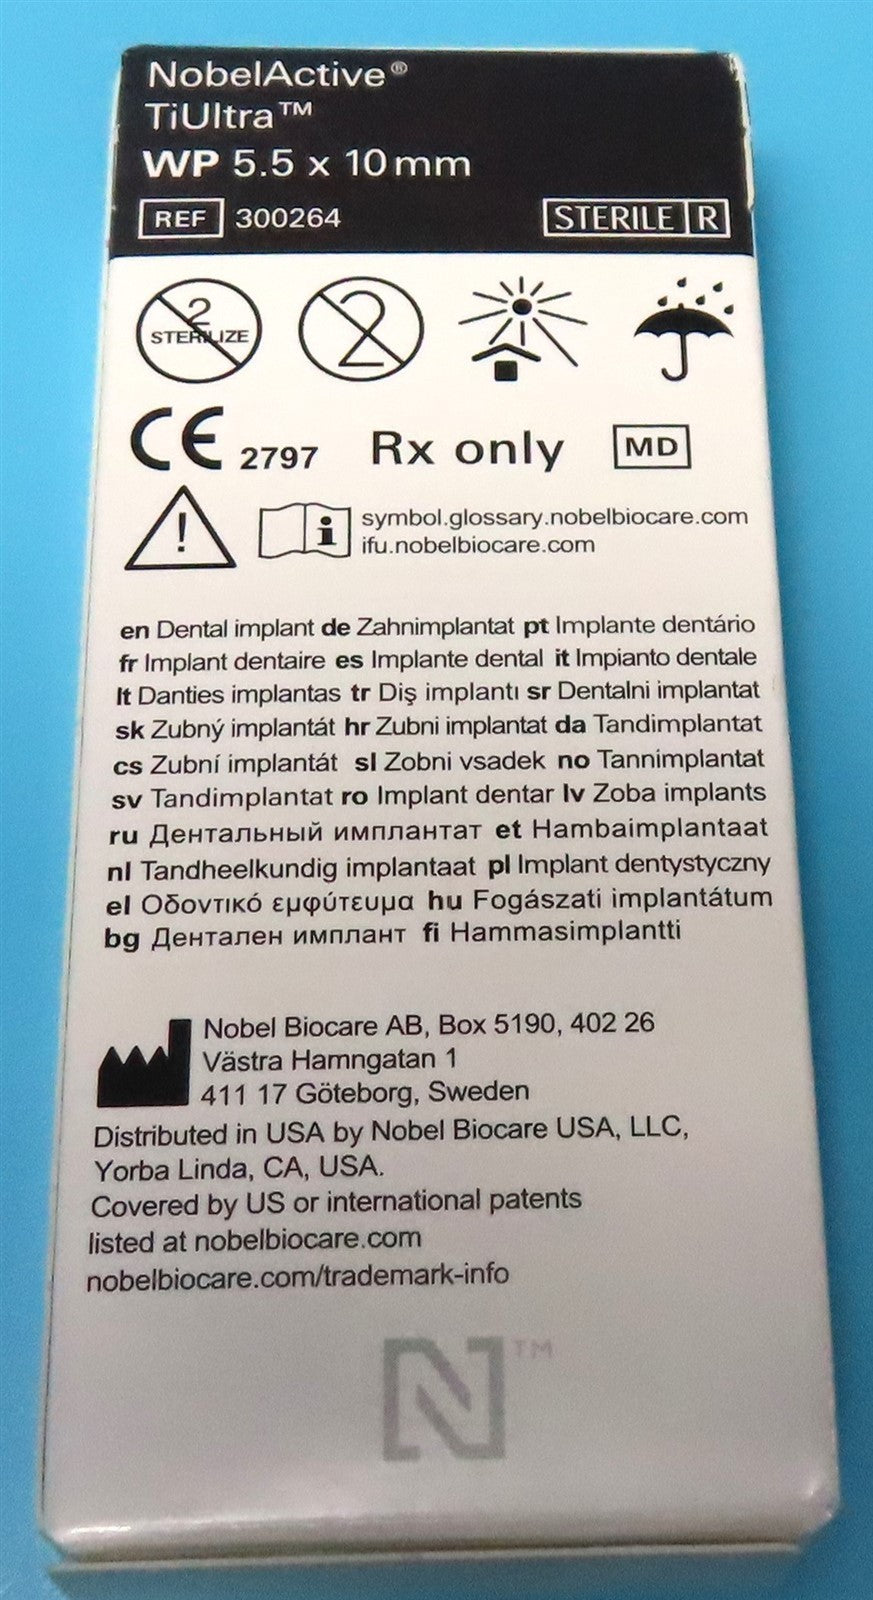 NobelActive®
TiUltra™
WP 5.5 x 10 mm
REF 300264 STERILE R
2 STERILIZE 2
CE 2797 Rx only MD
symbol.glossary.nobelbiocare.com
ifu.nobelbiocare.com
en Dental implant de Zahnimplantat pt Implante dentário
fr Implant dentaire es Implante dental it Impianto dentale
lt Danties implantas tr Diş implantı sr Dentalni implantat
sk Zubný implantát hr Zubni implantat da Tandimplantat
cs Zubní implantát sl Zobni vsadek no Tannimplantat
sv Tandimplantat ro Implant dentar lv Zoba implants
ru Дентальный имплантат et Hambaimplantaat
nl Tandheelkundig implantaat pl Implant dentystyczny
el Οδοντικό εμφύτευμα hu Fogászati implantátum
bg Дентален имплант fi Hammasimplantti
Nobel Biocare AB, Box 5190, 402 26
Västra Hamngatan 1
411 17 Göteborg, Sweden
Distributed in USA by Nobel Biocare USA, LLC,
Yorba Linda, CA, USA.
Covered by US or international patents
listed at nobelbiocare.com
nobelbiocare.com/trademark-info
N™